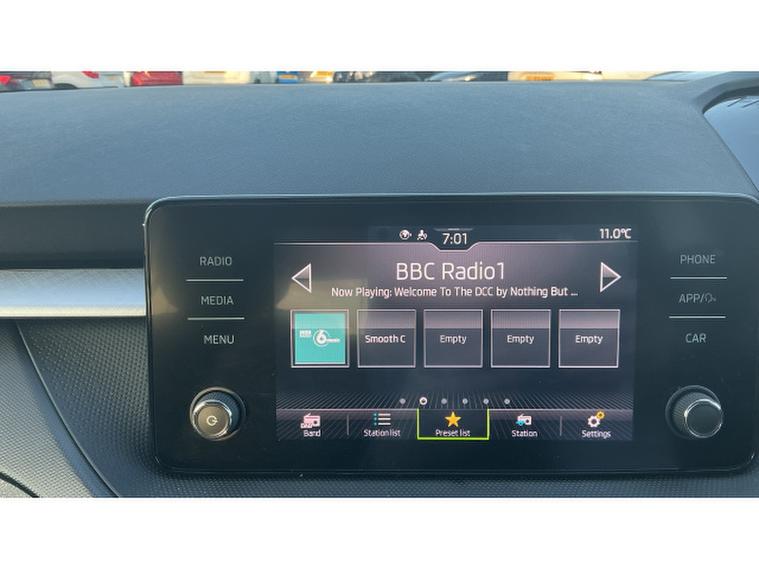 RADIO
MEDIA
MENU
7:01
11.0°C
BBC Radio1
Now Playing: Welcome To The DCC by Nothing But ...
6
Smooth C
Empty
Empty
Empty
Band
Station list
Preset list
Station
Settings
PHONE
APP/
CAR